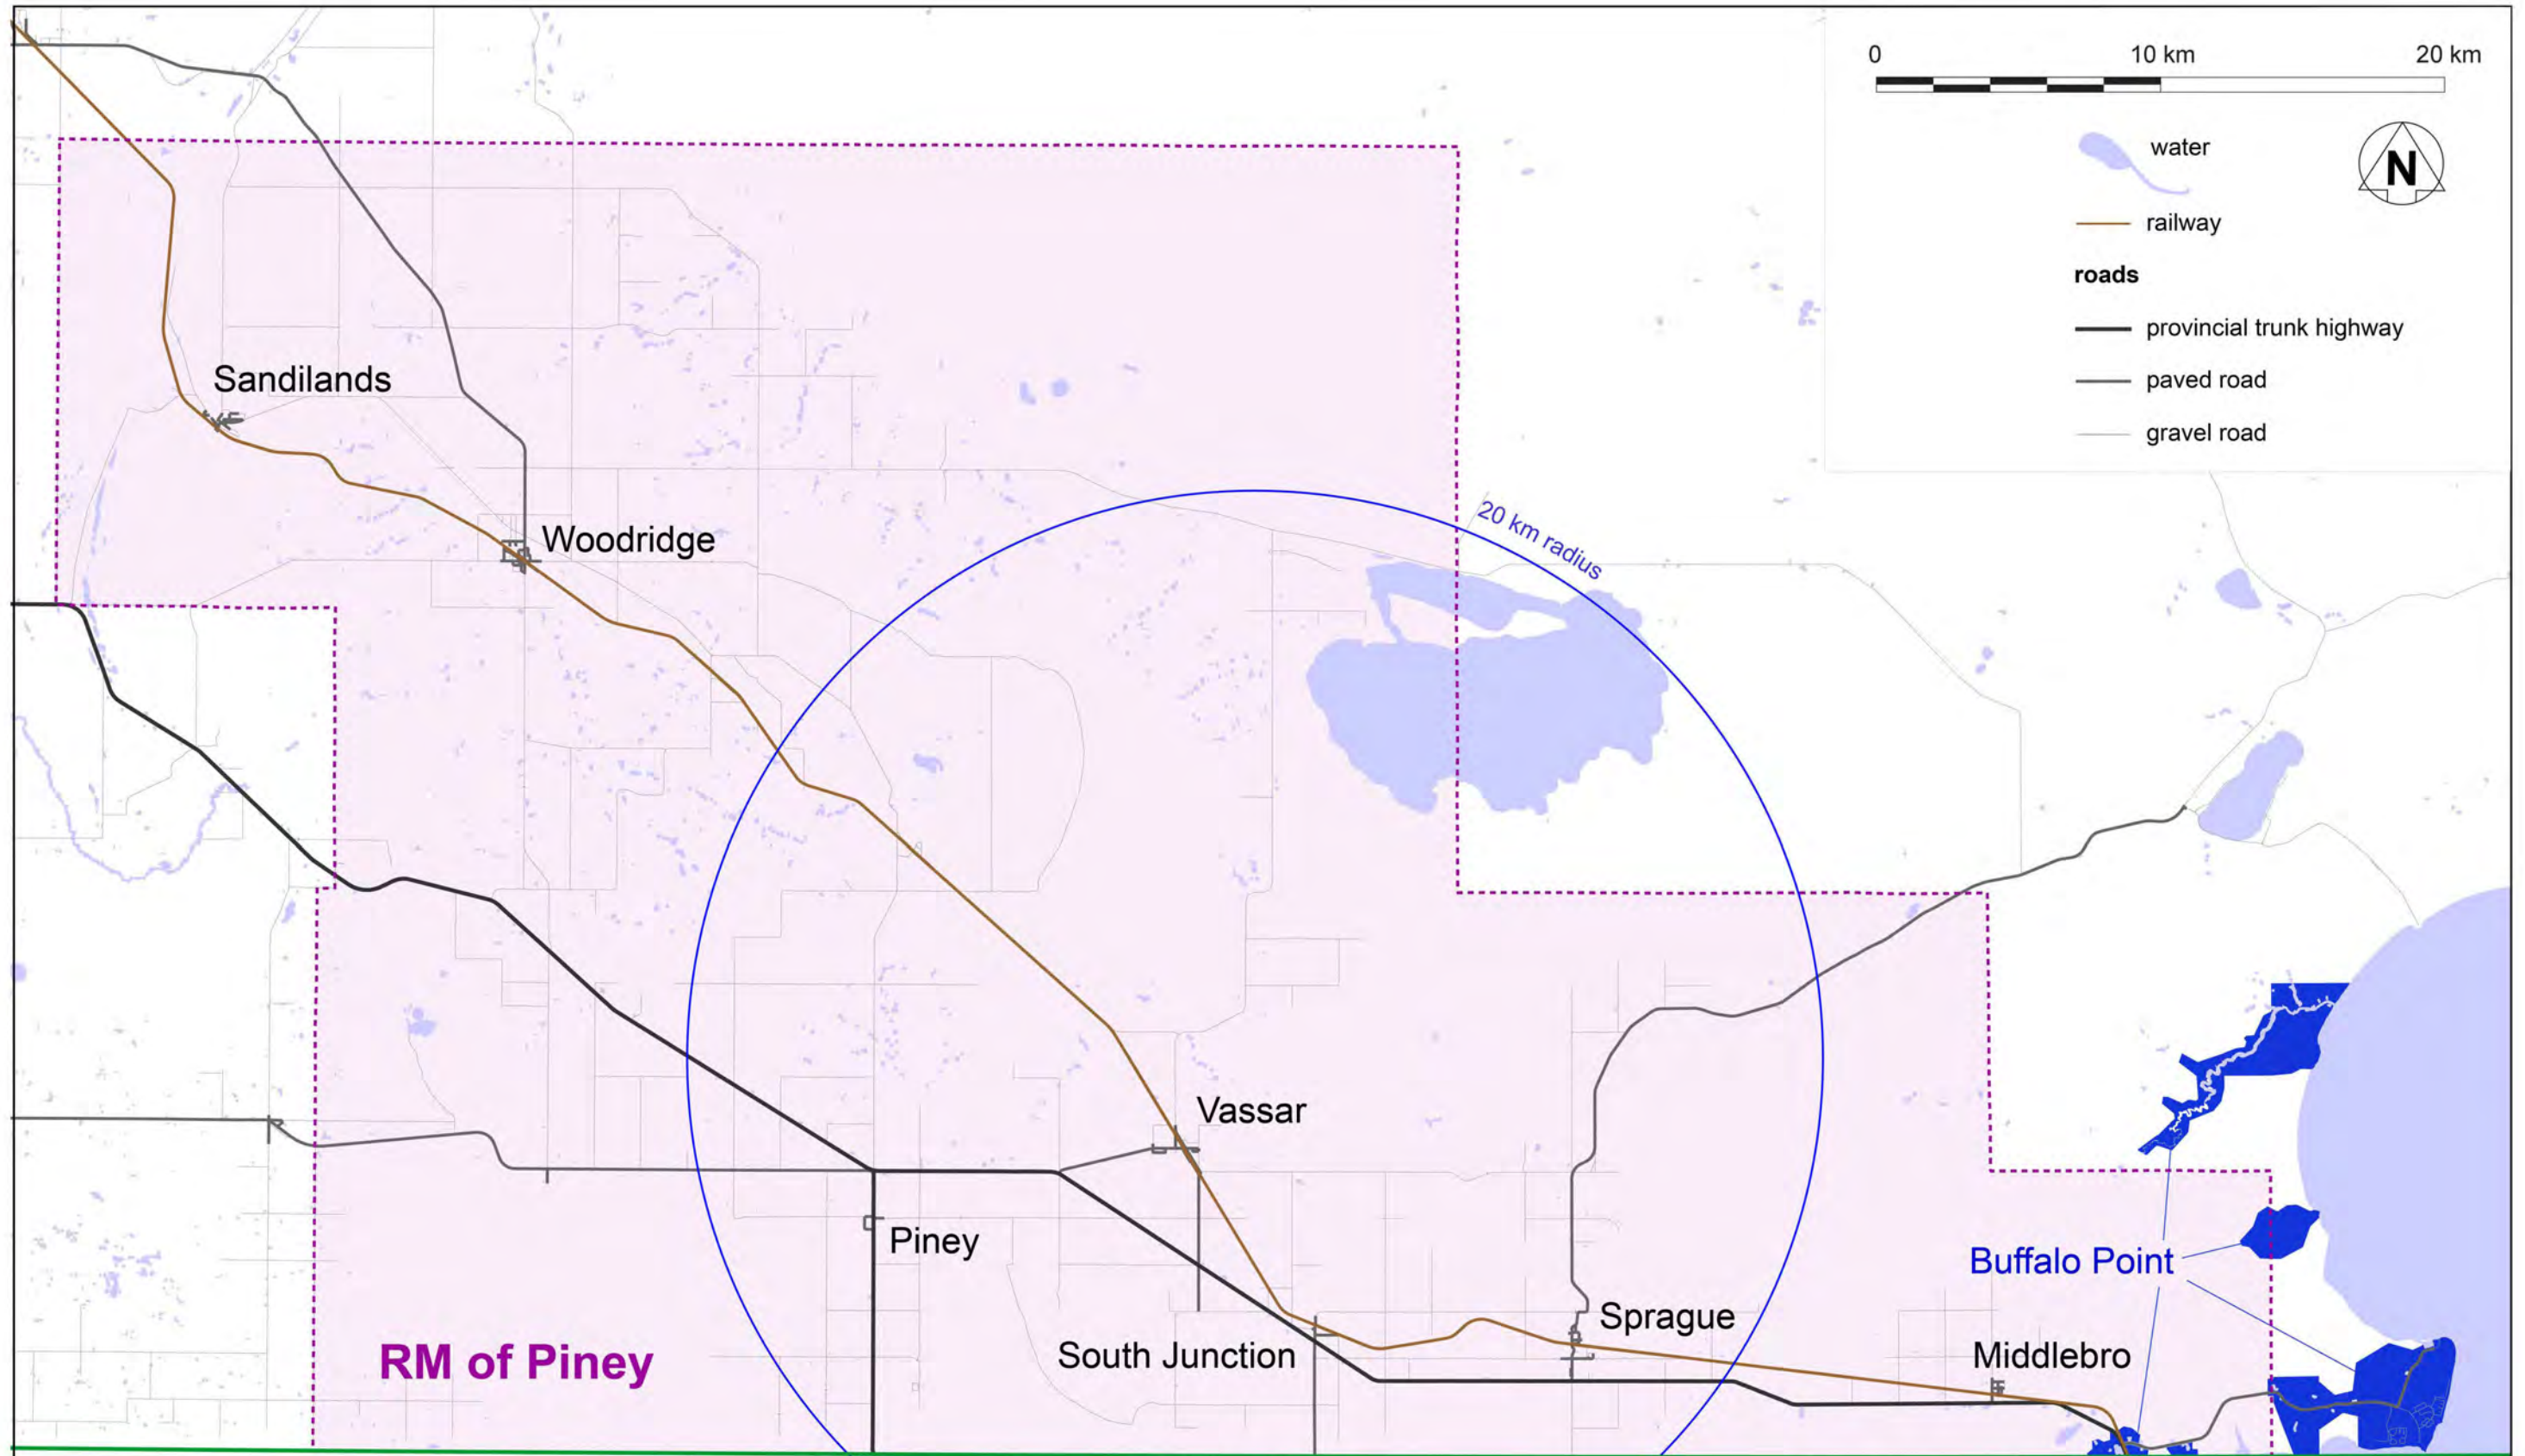 0 10 km 20 km
water
N
railway
roads
provincial trunk highway
paved road
gravel road
Sandilands
Woodridge
20 km radius
Vassar
Piney
Buffalo Point
Sprague
South Junction
Middlebro
RM of Piney